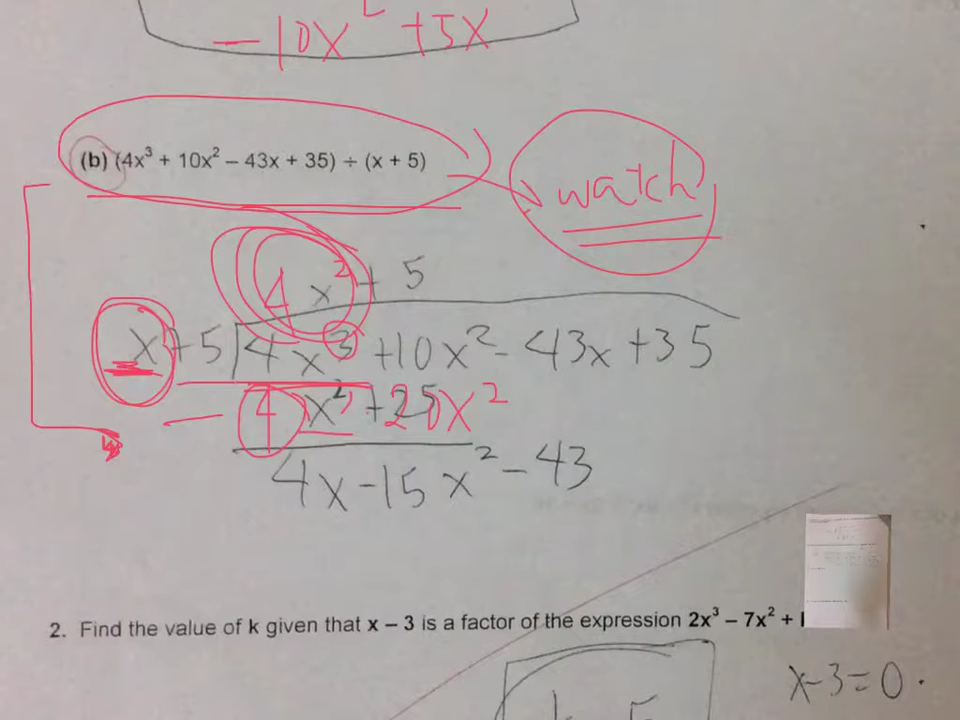 -10x² +5x
(b) (4x³ + 10x² – 43x + 35) ÷ (x + 5)
watch
4x² + 5
x+5 4x³ +10x² - 43x +35
- 4x² +20x²
4x -15x² - 43
2. Find the value of k given that x – 3 is a factor of the expression 2x³ – 7x² +
x-3=0